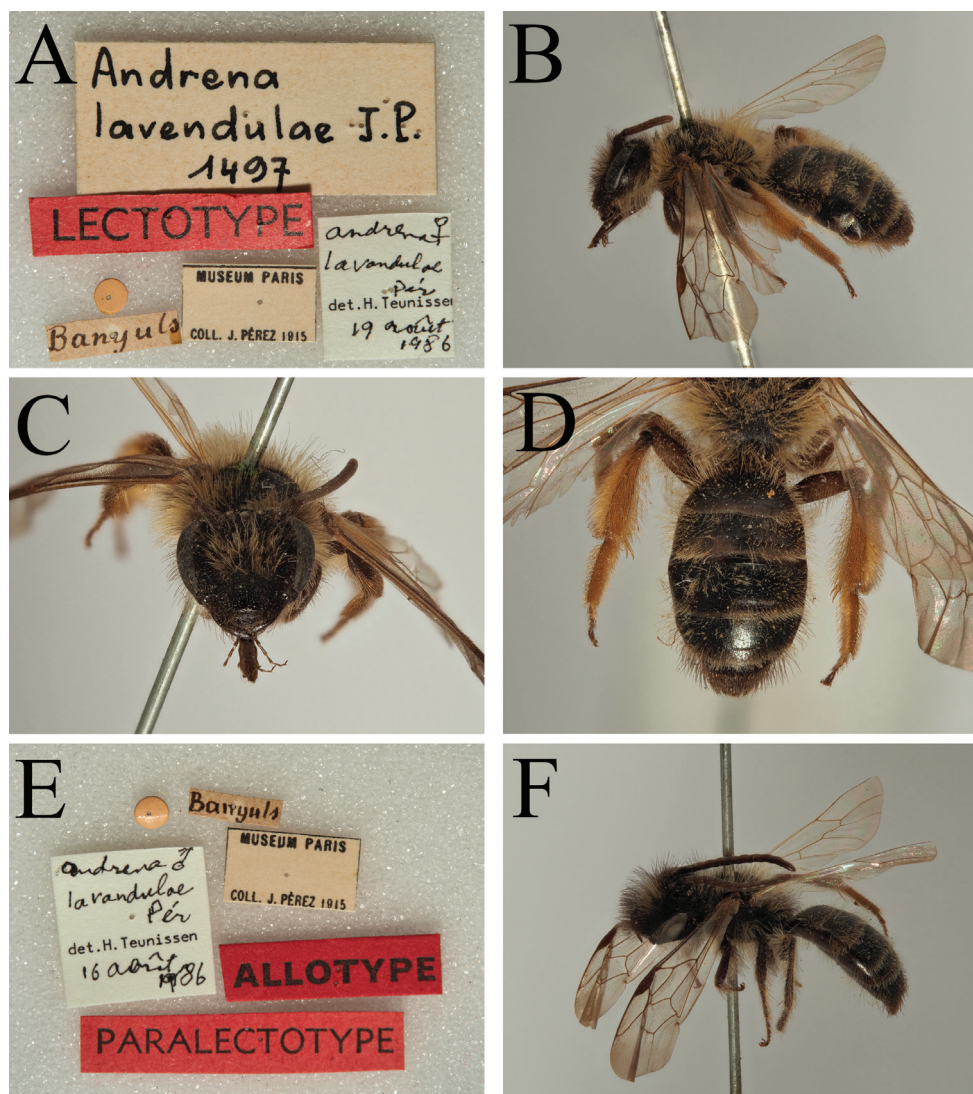 A
Andrena
lavendulae J.P.
1497
LECTOTYPE
andrena ♀
lavandulae
Pér
det.H.Teunissen
19 août
1986
MUSEUM PARIS
COLL. J. PÉREZ 1915
Banyuls
B
C
D
E
Banyuls
MUSEUM PARIS
COLL. J. PÉREZ 1915
andrena ♂
lavandulae
Pér
det.H.Teunissen
16 août
1986
ALLOTYPE
PARALECTOTYPE
F